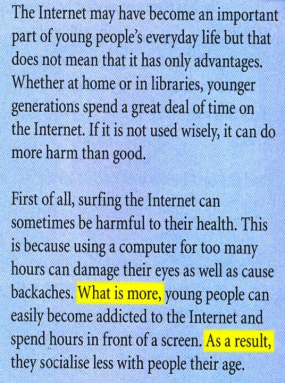 The Internet may have become an important
part of young people's everyday life but that
does not mean that it has only advantages.
Whether at home or in libraries, younger
generations spend a great deal of time on
the Internet. If it is not used wisely, it can do
more harm than good.
First of all, surfing the Internet can
sometimes be harmful to their health. This
is because using a computer for too many
hours can damage their eyes as well as cause
backaches. What is more, young people can
easily become addicted to the Internet and
spend hours in front of a screen. As a result,
they socialise less with people their age.